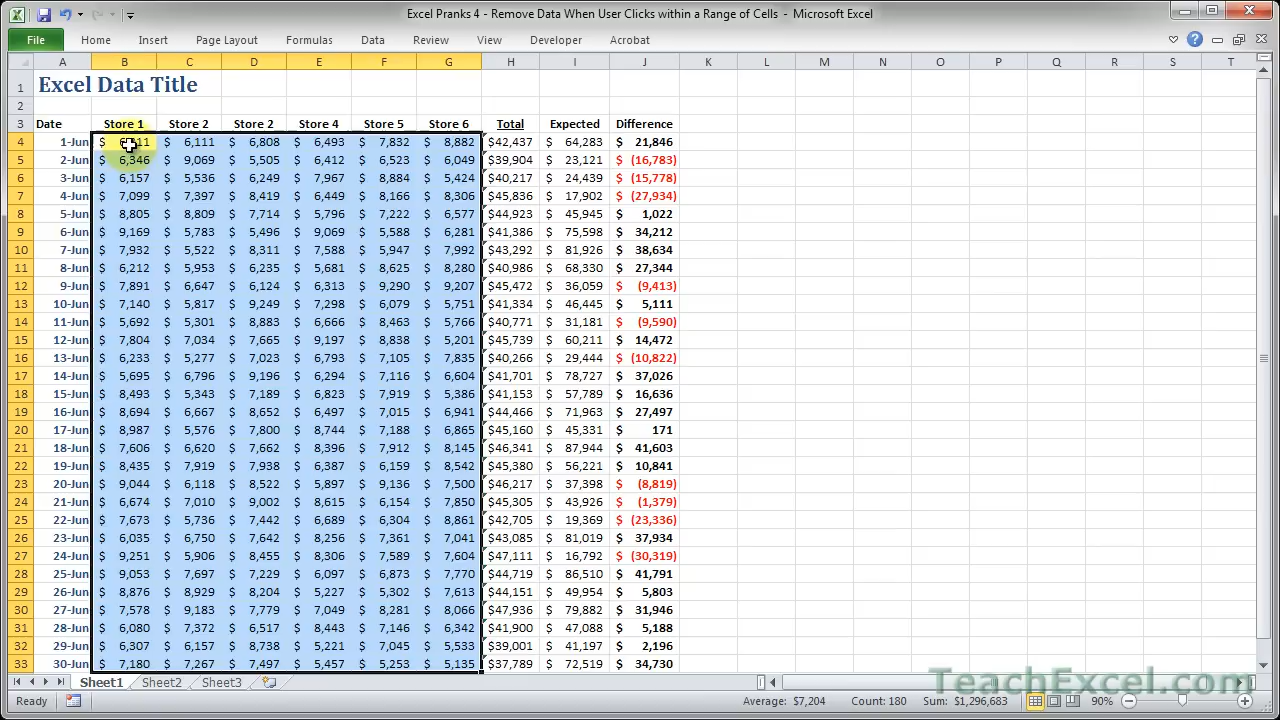 Excel Pranks 4 - Remove Data When User Clicks within a Range of Cells - Microsoft Excel
File Home Insert Page Layout Formulas Data Review View Developer Acrobat
A B C D E F G H I J K L M N O P Q R S T
1 Excel Data Title
2
3 Date Store 1 Store 2 Store 2 Store 4 Store 5 Store 6 Total Expected Difference
4 1-Jun $ $ 6,111 $ 6,808 $ 6,493 $ 7,832 $ 8,882 $42,437 $ 64,283 $ 21,846
5 2-Jun $ 6,346 $ 9,069 $ 5,505 $ 6,412 $ 6,523 $ 6,049 $39,904 $ 23,121 $ (16,783)
6 3-Jun $ 6,157 $ 5,536 $ 6,249 $ 7,967 $ 8,884 $ 5,424 $40,217 $ 24,439 $ (15,778)
7 4-Jun $ 7,099 $ 7,397 $ 8,419 $ 6,449 $ 8,166 $ 8,306 $45,836 $ 17,902 $ (27,934)
8 5-Jun $ 8,805 $ 8,809 $ 7,714 $ 5,796 $ 7,222 $ 6,577 $44,923 $ 45,945 $ 1,022
9 6-Jun $ 9,169 $ 5,783 $ 5,496 $ 9,069 $ 5,588 $ 6,281 $41,386 $ 75,598 $ 34,212
10 7-Jun $ 7,932 $ 5,522 $ 8,311 $ 7,588 $ 5,947 $ 7,992 $43,292 $ 81,926 $ 38,634
11 8-Jun $ 6,212 $ 5,953 $ 6,235 $ 5,681 $ 8,625 $ 8,280 $40,986 $ 68,330 $ 27,344
12 9-Jun $ 7,891 $ 6,647 $ 6,124 $ 6,313 $ 9,290 $ 9,207 $45,472 $ 36,059 $ (9,413)
13 10-Jun $ 7,140 $ 5,817 $ 9,249 $ 7,298 $ 6,079 $ 5,751 $41,334 $ 46,445 $ 5,111
14 11-Jun $ 5,692 $ 5,301 $ 8,883 $ 6,666 $ 8,463 $ 5,766 $40,771 $ 31,181 $ (9,590)
15 12-Jun $ 7,804 $ 7,034 $ 7,665 $ 9,197 $ 8,838 $ 5,201 $45,739 $ 60,211 $ 14,472
16 13-Jun $ 6,233 $ 5,277 $ 7,023 $ 6,793 $ 7,105 $ 7,835 $40,266 $ 29,444 $ (10,822)
17 14-Jun $ 5,695 $ 6,796 $ 9,196 $ 6,294 $ 7,116 $ 6,604 $41,701 $ 78,727 $ 37,026
18 15-Jun $ 8,493 $ 5,343 $ 7,189 $ 6,823 $ 7,919 $ 5,386 $41,153 $ 57,789 $ 16,636
19 16-Jun $ 8,694 $ 6,667 $ 8,652 $ 6,497 $ 7,015 $ 6,941 $44,466 $ 71,963 $ 27,497
20 17-Jun $ 8,987 $ 5,576 $ 7,800 $ 8,744 $ 7,188 $ 6,865 $45,160 $ 45,331 $ 171
21 18-Jun $ 7,606 $ 6,620 $ 7,662 $ 8,396 $ 7,912 $ 8,145 $46,341 $ 87,944 $ 41,603
22 19-Jun $ 8,435 $ 7,919 $ 7,938 $ 6,387 $ 6,159 $ 8,542 $45,380 $ 56,221 $ 10,841
23 20-Jun $ 9,044 $ 6,118 $ 8,522 $ 5,897 $ 9,136 $ 7,500 $46,217 $ 37,398 $ (8,819)
24 21-Jun $ 6,674 $ 7,010 $ 9,002 $ 8,615 $ 6,154 $ 7,850 $45,305 $ 43,926 $ (1,379)
25 22-Jun $ 7,673 $ 5,736 $ 7,442 $ 6,689 $ 6,304 $ 8,861 $42,705 $ 19,369 $ (23,336)
26 23-Jun $ 6,035 $ 6,750 $ 7,642 $ 8,256 $ 7,361 $ 7,041 $43,085 $ 81,019 $ 37,934
27 24-Jun $ 9,251 $ 5,906 $ 8,455 $ 8,306 $ 7,589 $ 7,604 $47,111 $ 16,792 $ (30,319)
28 25-Jun $ 9,053 $ 7,697 $ 7,229 $ 6,097 $ 6,873 $ 7,770 $44,719 $ 86,510 $ 41,791
29 26-Jun $ 8,876 $ 8,929 $ 8,204 $ 5,227 $ 5,302 $ 7,613 $44,151 $ 49,954 $ 5,803
30 27-Jun $ 7,578 $ 9,183 $ 7,779 $ 7,049 $ 8,281 $ 8,066 $47,936 $ 79,882 $ 31,946
31 28-Jun $ 6,080 $ 7,372 $ 6,517 $ 8,443 $ 7,146 $ 6,342 $41,900 $ 47,088 $ 5,188
32 29-Jun $ 6,307 $ 6,157 $ 8,738 $ 5,221 $ 7,045 $ 5,533 $39,001 $ 41,197 $ 2,196
33 30-Jun $ 7,180 $ 7,267 $ 7,497 $ 5,457 $ 5,253 $ 5,135 $37,789 $ 72,519 $ 34,730
Sheet1 Sheet2 Sheet3
TeachExcel.com
Ready Average: $7,204 Count: 180 Sum: $1,296,683 90%